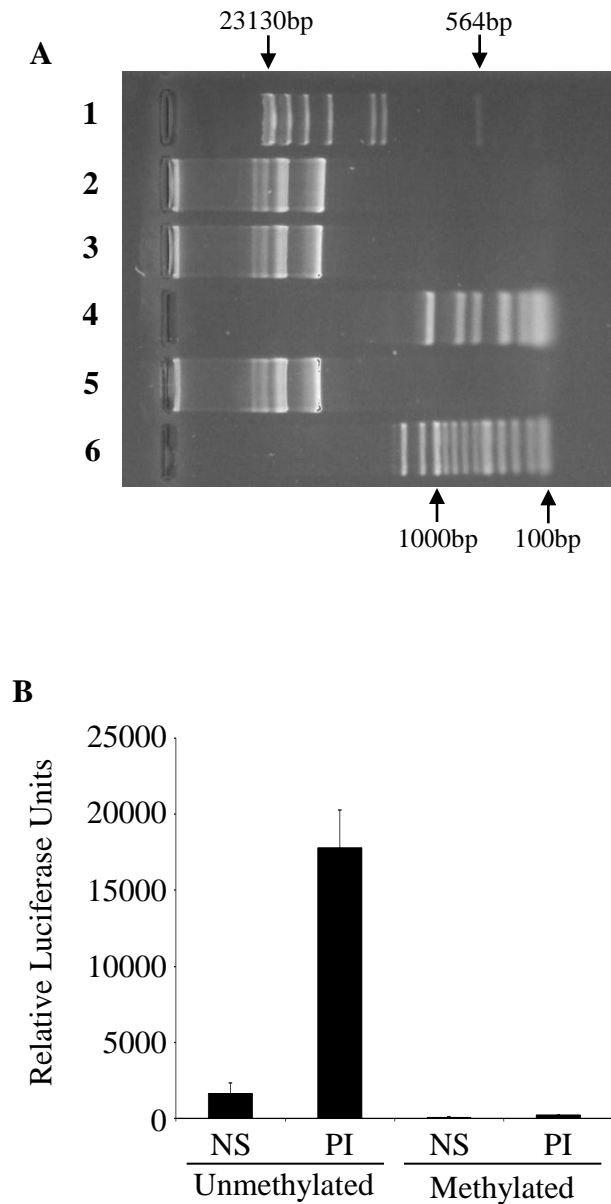 23130bp 564bp
A
1
2
3
4
5
6
1000bp 100bp
B
Relative Luciferase Units
25000
20000
15000
10000
5000
0
NS PI NS PI
Unmethylated Methylated